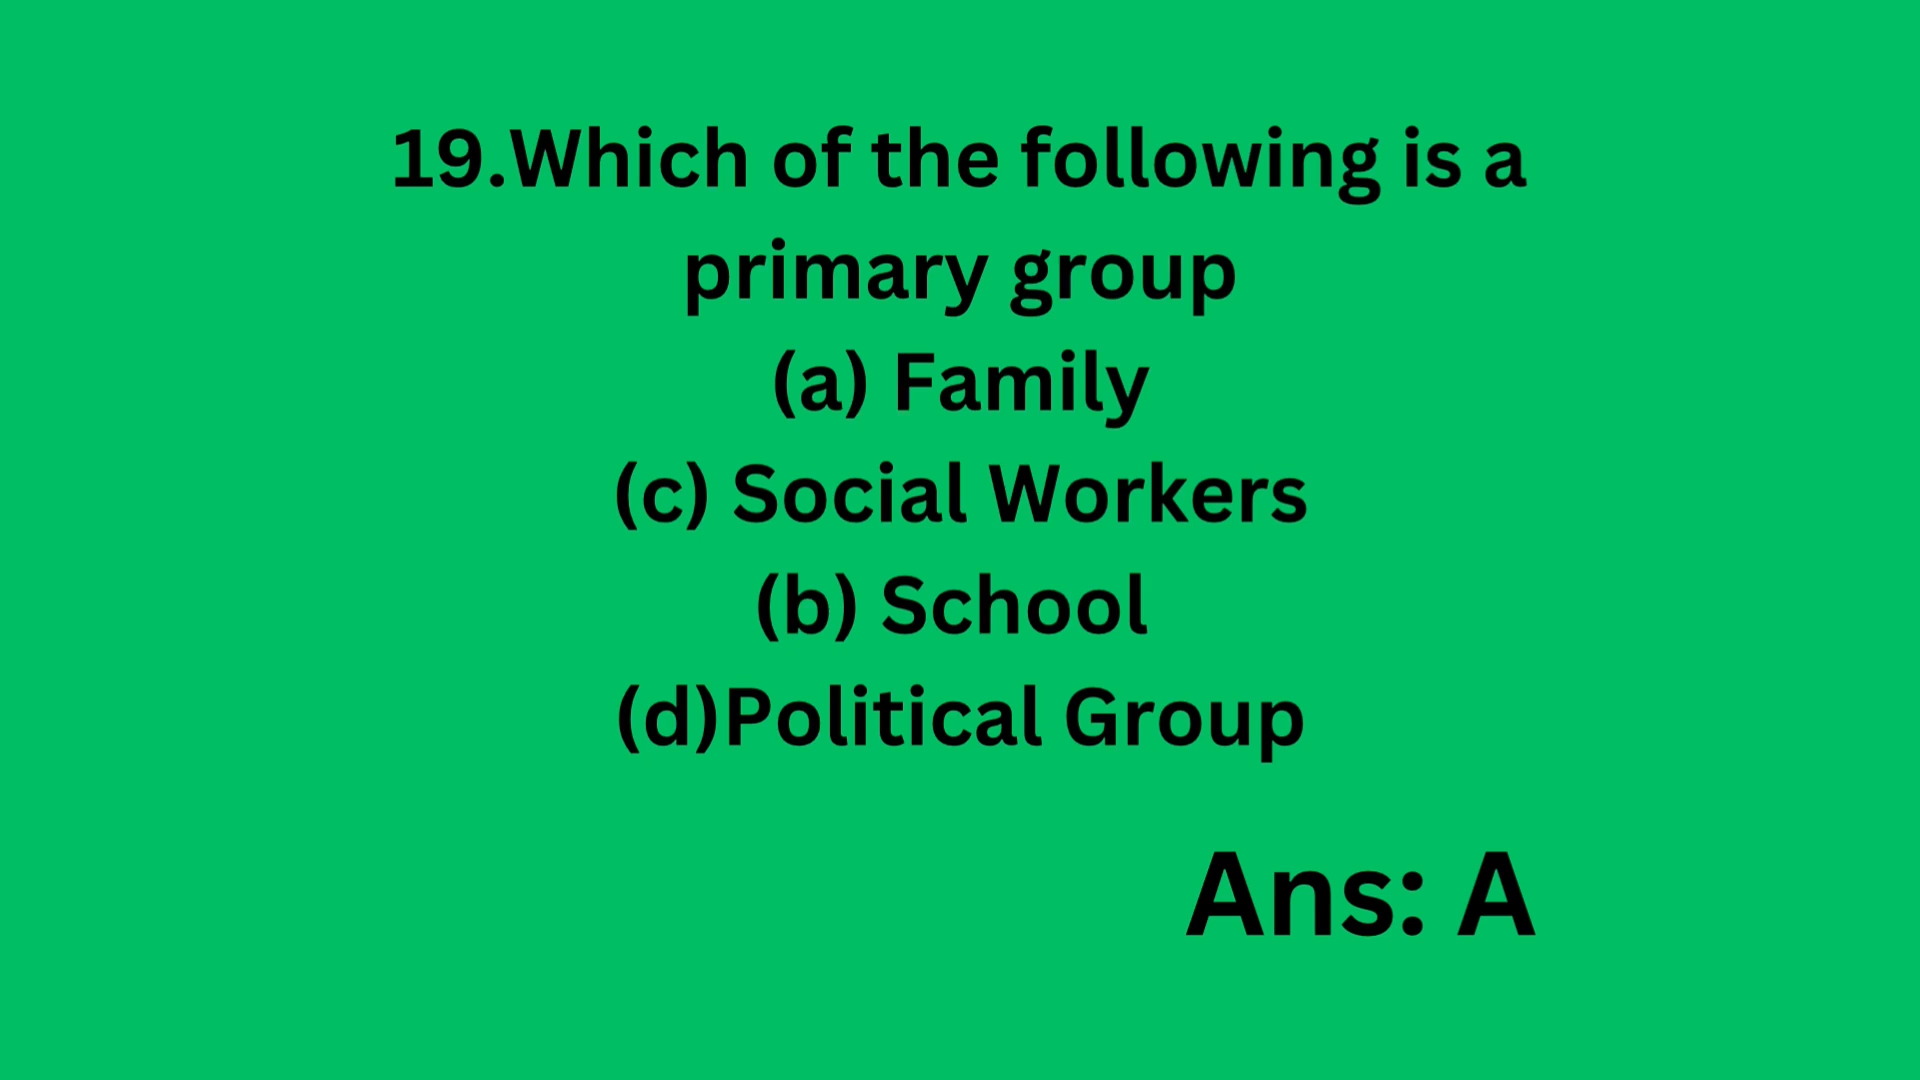 19.Which of the following is a
primary group
(a) Family
(c) Social Workers
(b) School
(d)Political Group
Ans: A